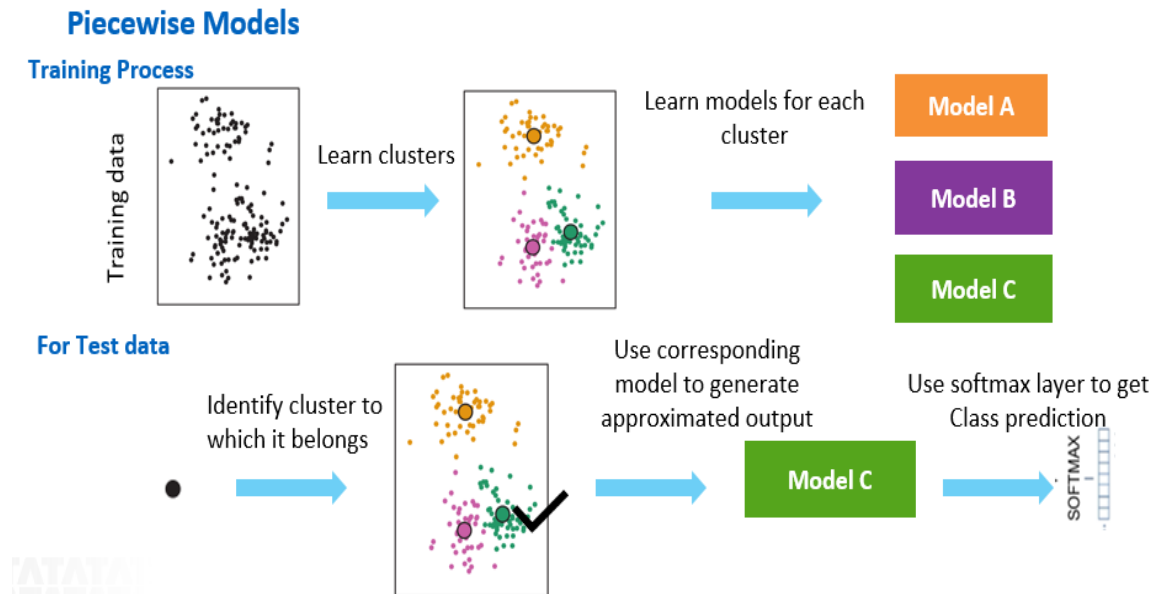 Piecewise Models
Training Process
Training data
Learn clusters
Learn models for each
cluster
Model A
Model B
Model C
For Test data
Identify cluster to
which it belongs
Use corresponding
model to generate
approximated output
Model C
Use softmax layer to get
Class prediction
SOFTMAX